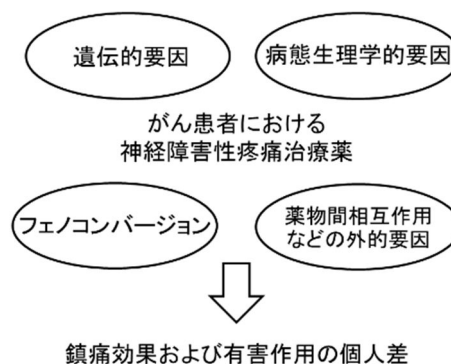 遺伝的要因
病態生理学的要因
がん患者における
神経障害性疼痛治療薬
フェノコンバージョン
薬物間相互作用
などの外的要因
鎮痛効果および有害作用の個人差